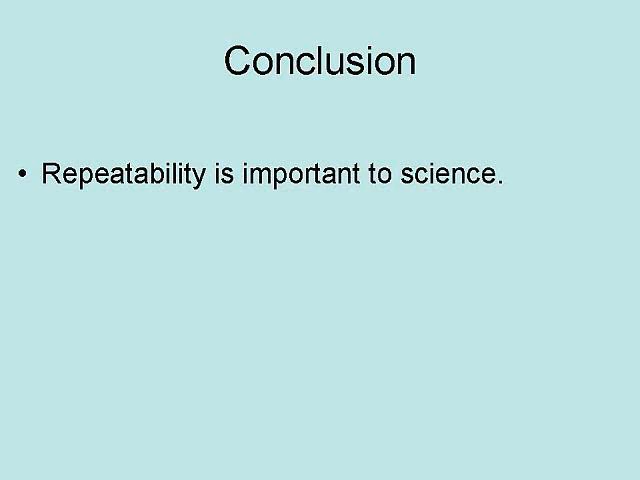 Conclusion
• Repeatability is important to science.